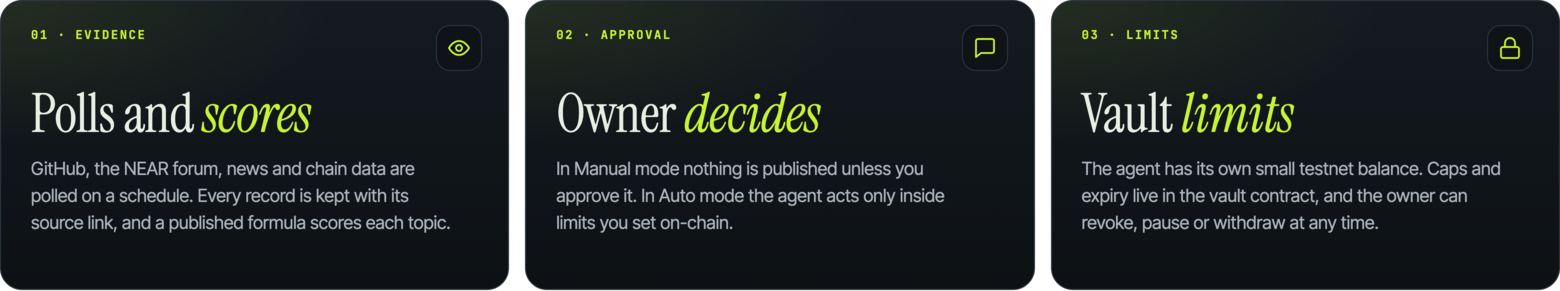 01 · EVIDENCE
Polls and scores
GitHub, the NEAR forum, news and chain data are
polled on a schedule. Every record is kept with its
source link, and a published formula scores each topic.
02 · APPROVAL
Owner decides
In Manual mode nothing is published unless you
approve it. In Auto mode the agent acts only inside
limits you set on-chain.
03 · LIMITS
Vault limits
The agent has its own small testnet balance. Caps and
expiry live in the vault contract, and the owner can
revoke, pause or withdraw at any time.